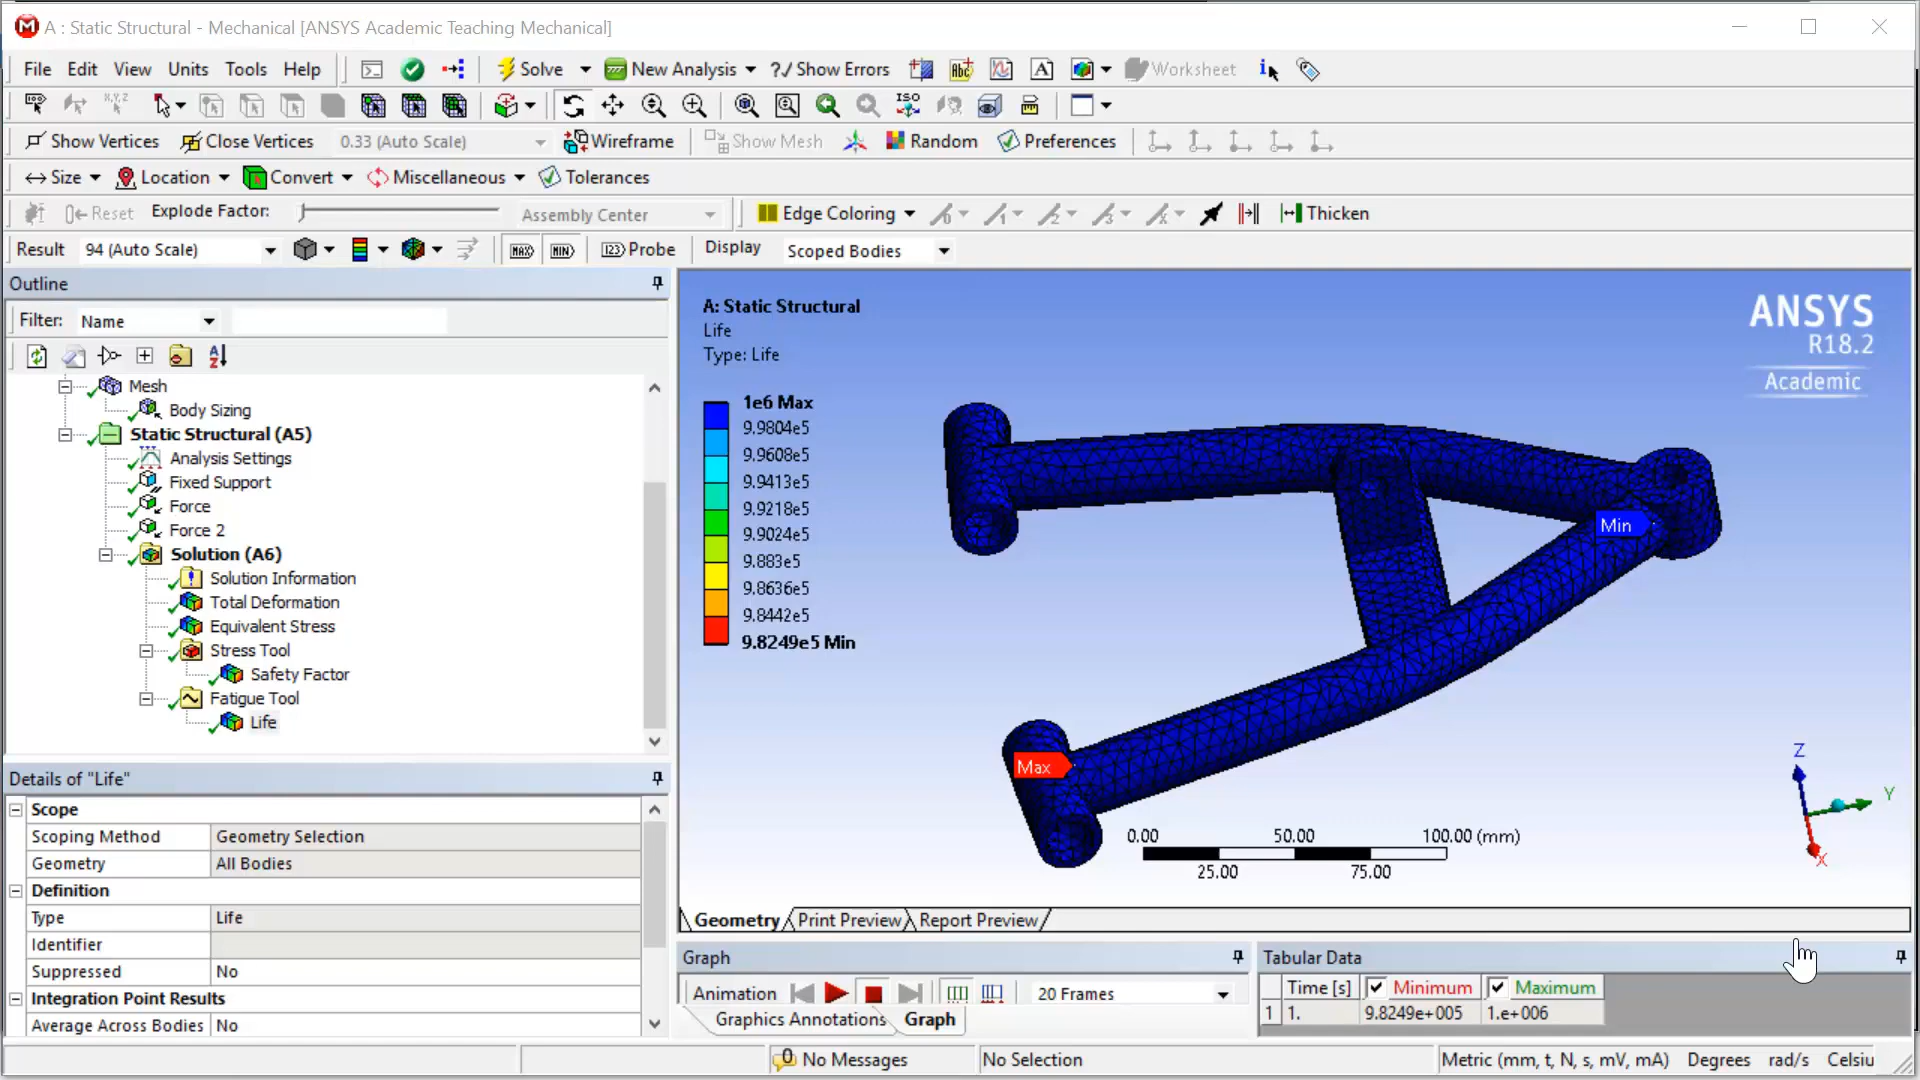 A : Static Structural - Mechanical [ANSYS Academic Teaching Mechanical]
File Edit View Units Tools Help Solve New Analysis ?✓ Show Errors Abc A Worksheet i
X,Y,Z ISO
Show Vertices Close Vertices 0.33 (Auto Scale) Wireframe Show Mesh Random Preferences
Size Location Convert Miscellaneous Tolerances
Reset Explode Factor: Assembly Center Edge Coloring Thicken
Result 94 (Auto Scale) MAX MIN 123 Probe Display Scoped Bodies
Outline
Filter: Name
A Z
Mesh
Body Sizing
Static Structural (A5)
Analysis Settings
Fixed Support
Force
Force 2
Solution (A6)
Solution Information
Total Deformation
Equivalent Stress
Stress Tool
Safety Factor
Fatigue Tool
Life
Details of "Life"
Scope
Scoping Method Geometry Selection
Geometry All Bodies
Definition
Type Life
Identifier
Suppressed No
Integration Point Results
Average Across Bodies No
A: Static Structural
Life
Type: Life
1e6 Max
9.9804e5
9.9608e5
9.9413e5
9.9218e5
9.9024e5
9.883e5
9.8636e5
9.8442e5
9.8249e5 Min
ANSYS
R18.2
Academic
Min
Max
0.00 50.00 100.00 (mm)
25.00 75.00
Z
Y
X
Geometry Print Preview Report Preview
Graph
Animation 20 Frames
Graphics Annotations Graph
Tabular Data
Time [s] Minimum Maximum
1 1. 9.8249e+005 1.e+006
No Messages No Selection Metric (mm, t, N, s, mV, mA) Degrees rad/s Celsiu